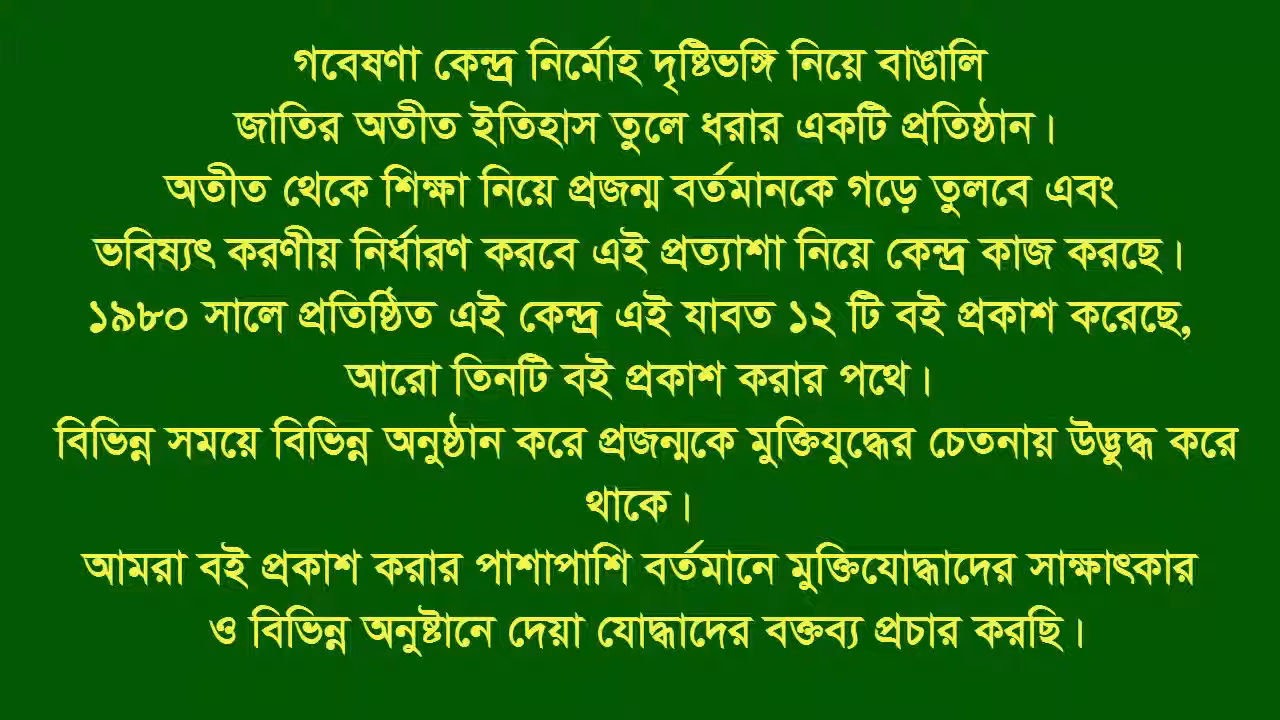 গবেষণা কেন্দ্র নির্মোহ দৃষ্টিভঙ্গি নিয়ে বাঙালি
জাতির অতীত ইতিহাস তুলে ধরার একটি প্রতিষ্ঠান।
অতীত থেকে শিক্ষা নিয়ে প্রজন্ম বর্তমানকে গড়ে তুলবে এবং
ভবিষ্যৎ করণীয় নির্ধারণ করবে এই প্রত্যাশা নিয়ে কেন্দ্র কাজ করছে।
১৯৮০ সালে প্রতিষ্ঠিত এই কেন্দ্র এই যাবত ১২ টি বই প্রকাশ করেছে,
আরো তিনটি বই প্রকাশ করার পথে।
বিভিন্ন সময়ে বিভিন্ন অনুষ্ঠান করে প্রজন্মকে মুক্তিযুদ্ধের চেতনায় উদ্ভুদ্ধ করে
থাকে।
আমরা বই প্রকাশ করার পাশাপাশি বর্তমানে মুক্তিযোদ্ধাদের সাক্ষাৎকার
ও বিভিন্ন অনুষ্টানে দেয়া যোদ্ধাদের বক্তব্য প্রচার করছি।